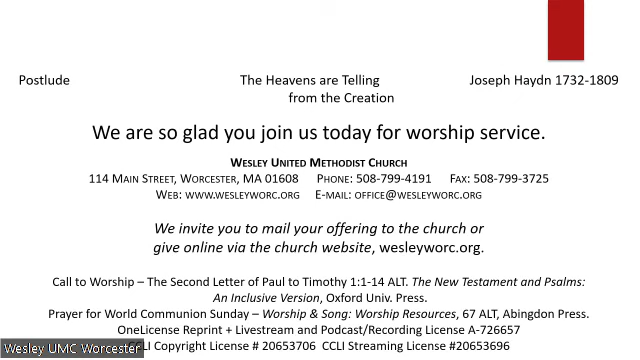 Postlude The Heavens are Telling Joseph Haydn 1732-1809
from the Creation
We are so glad you join us today for worship service.
Wesley United Methodist Church
114 Main Street, Worcester, MA 01608 Phone: 508-799-4191 Fax: 508-799-3725
Web: www.wesleyworc.org E-mail: office@wesleyworc.org
We invite you to mail your offering to the church or
give online via the church website, wesleyworc.org.
Call to Worship – The Second Letter of Paul to Timothy 1:1-14 ALT. The New Testament and Psalms:
An Inclusive Version, Oxford Univ. Press.
Prayer for World Communion Sunday – Worship & Song: Worship Resources, 67 ALT, Abingdon Press.
OneLicense Reprint + Livestream and Podcast/Recording License A-726657
Copyright License # 20653706 CCLI Streaming License #20653696
Wesley UMC Worcester